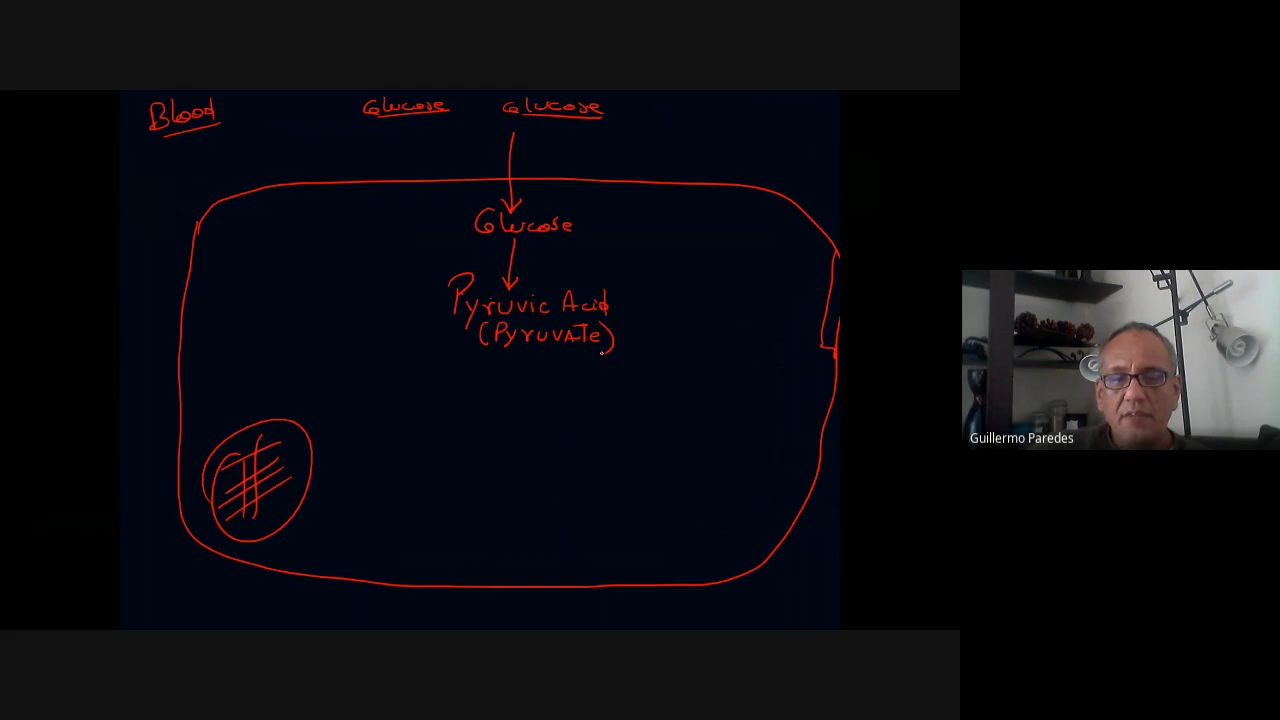 Blood Glucose Glucose
Glucose
Pyruvic Acid
(Pyruvate)
Guillermo Paredes